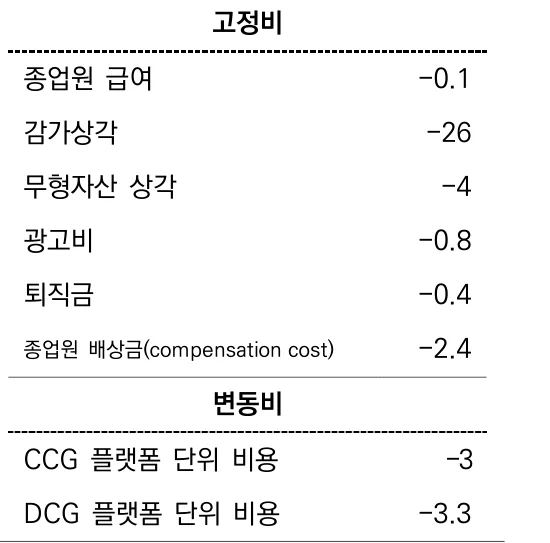 고정비
종업원 급여 -0.1
감가상각 -26
무형자산 상각 -4
광고비 -0.8
퇴직금 -0.4
종업원 배상금(compensation cost) -2.4
변동비
CCG 플랫폼 단위 비용 -3
DCG 플랫폼 단위 비용 -3.3